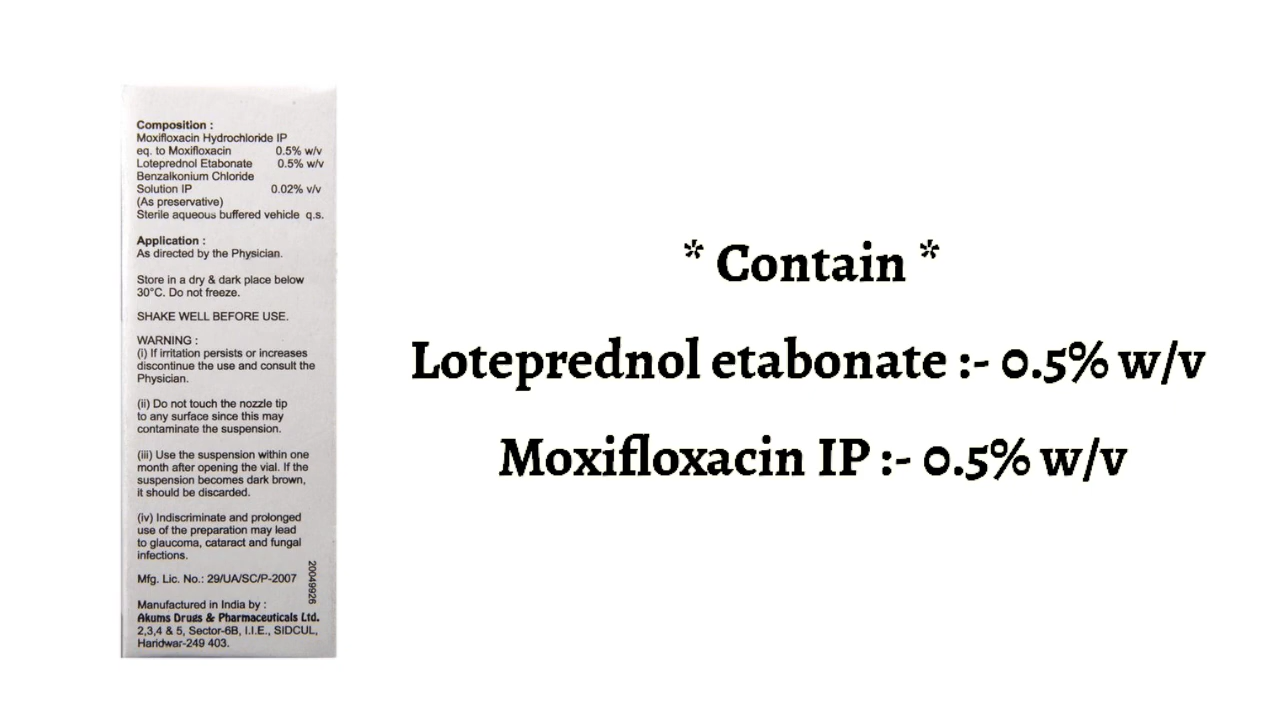 Composition :
Moxifloxacin Hydrochloride IP
eq. to Moxifloxacin 0.5% w/v
Loteprednol Etabonate 0.5% w/v
Benzalkonium Chloride
Solution IP 0.02% v/v
(As preservative)
Sterile aqueous buffered vehicle q.s.
Application :
As directed by the Physician.
Store in a dry & dark place below
30°C. Do not freeze.
SHAKE WELL BEFORE USE.
WARNING :
(i) If irritation persists or increases
discontinue the use and consult the
Physician.
(ii) Do not touch the nozzle tip
to any surface since this may
contaminate the suspension.
(iii) Use the suspension within one
month after opening the vial. If the
suspension becomes dark brown,
it should be discarded.
(iv) Indiscriminate and prolonged
use of the preparation may lead
to glaucoma, cataract and fungal
infections.
Mfg. Lic. No.: 29/UA/SC/P-2007
20049926
Manufactured in India by :
Akums Drugs & Pharmaceuticals Ltd.
2,3,4 & 5, Sector-6B, I.I.E., SIDCUL,
Haridwar-249 403.
* Contain *
Loteprednol etabonate :- 0.5% w/v
Moxifloxacin IP :- 0.5% w/v